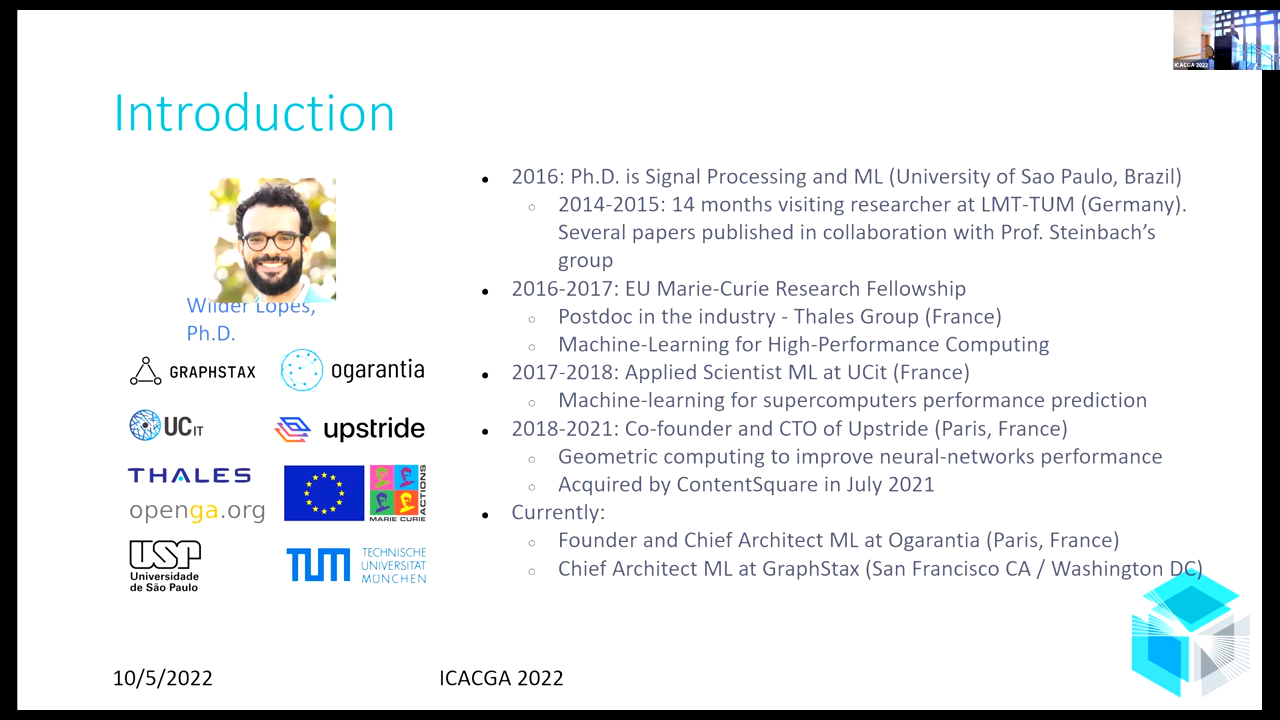 ICACGA 2022
Introduction
Wilder Lopes,
Ph.D.
GRAPHSTAX
ogarantia
UCIT
upstride
THALES
openga.org
MARIE CURIE
ACTIONS
USP
Universidade
de São Paulo
TUM
TECHNISCHE
UNIVERSITÄT
MÜNCHEN
2016: Ph.D. is Signal Processing and ML (University of Sao Paulo, Brazil)
2014-2015: 14 months visiting researcher at LMT-TUM (Germany).
Several papers published in collaboration with Prof. Steinbach’s
group
2016-2017: EU Marie-Curie Research Fellowship
Postdoc in the industry - Thales Group (France)
Machine-Learning for High-Performance Computing
2017-2018: Applied Scientist ML at UCit (France)
Machine-learning for supercomputers performance prediction
2018-2021: Co-founder and CTO of Upstride (Paris, France)
Geometric computing to improve neural-networks performance
Acquired by ContentSquare in July 2021
Currently:
Founder and Chief Architect ML at Ogarantia (Paris, France)
Chief Architect ML at GraphStax (San Francisco CA / Washington DC)
10/5/2022
ICACGA 2022